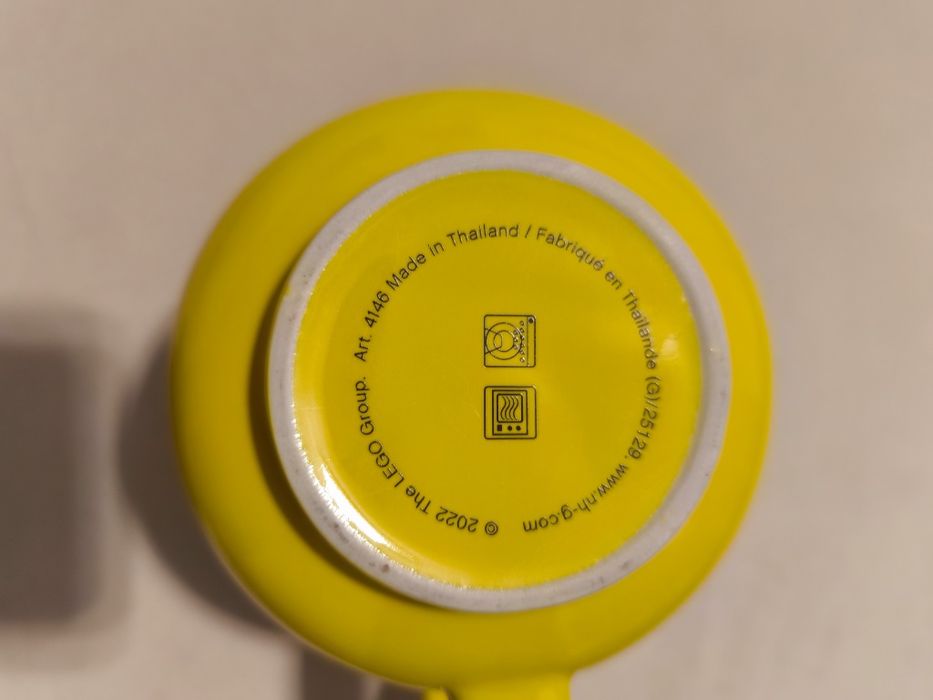 © 2022 The LEGO Group. Art. 4146 Made in Thailand / Fabriqué en Thaïlande (G)/25129. www.nh-g.com